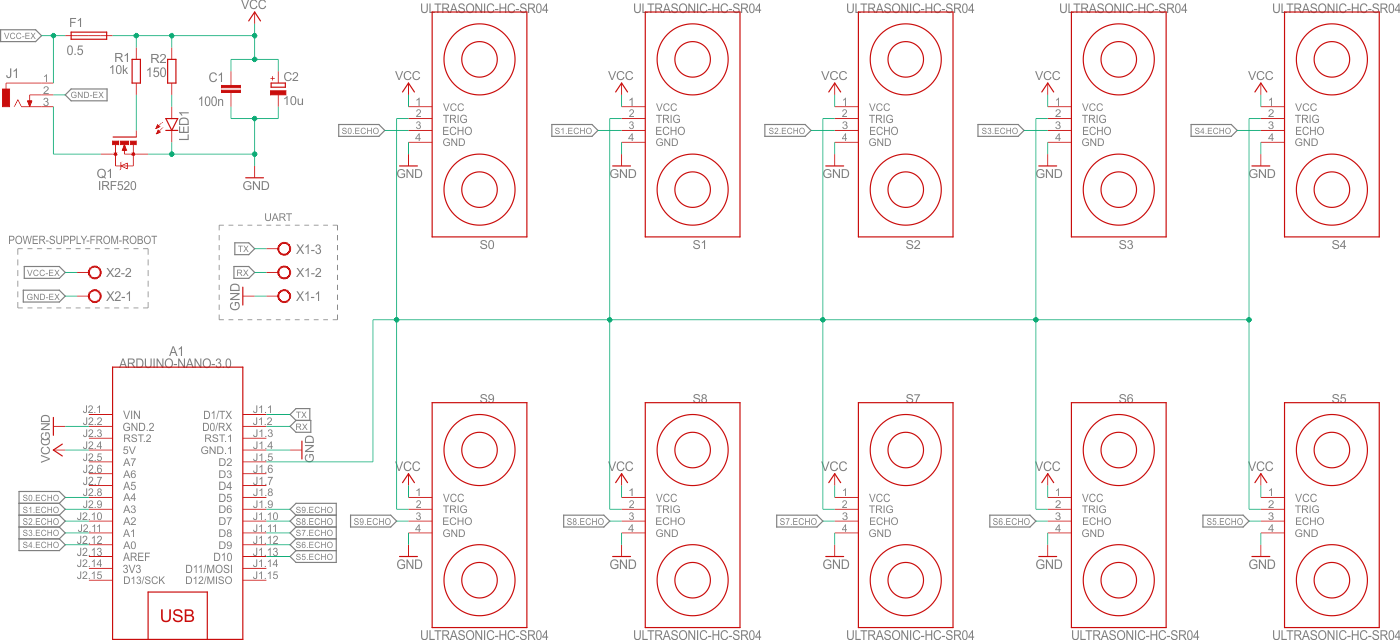 VCC
VCC-EX
F1
0.5
R1
10k
R2
150
C1
100n
+
C2
10u
J1
1
2
3
GND-EX
LED1
Q1
IRF520
GND
ULTRASONIC-HC-SR04
VCC
1 VCC
2 TRIG
S0.ECHO 3 ECHO
4 GND
GND
S0
ULTRASONIC-HC-SR04
VCC
1 VCC
2 TRIG
S1.ECHO 3 ECHO
4 GND
GND
S1
ULTRASONIC-HC-SR04
VCC
1 VCC
2 TRIG
S2.ECHO 3 ECHO
4 GND
GND
S2
ULTRASONIC-HC-SR04
VCC
1 VCC
2 TRIG
S3.ECHO 3 ECHO
4 GND
GND
S3
ULTRASONIC-HC-SR04
VCC
1 VCC
2 TRIG
S4.ECHO 3 ECHO
4 GND
GND
S4
POWER-SUPPLY-FROM-ROBOT
VCC-EX X2-2
GND-EX X2-1
UART
TX X1-3
RX X1-2
GND X1-1
A1
ARDUINO-NANO-3.0
J2.1 VIN D1/TX J1.1 TX
GND J2.2 GND.2 D0/RX J1.2 RX
J2.3 RST.2 RST.1 J1.3
VCC J2.4 5V GND.1 J1.4 GND
J2.5 A7 D2 J1.5
J2.6 A6 D3 J1.6
J2.7 A5 D4 J1.7
S0.ECHO J2.8 A4 D5 J1.8
S1.ECHO J2.9 A3 D6 J1.9 S9.ECHO
S2.ECHO J2.10 A2 D7 J1.10 S8.ECHO
S3.ECHO J2.11 A1 D8 J1.11 S7.ECHO
S4.ECHO J2.12 A0 D9 J1.12 S6.ECHO
J2.13 AREF D10 J1.13 S5.ECHO
J2.14 3V3 D11/MOSI J1.14
J2.15 D13/SCK D12/MISO J1.15
USB
S9
VCC
1 VCC
2 TRIG
S9.ECHO 3 ECHO
4 GND
GND
ULTRASONIC-HC-SR04
S8
VCC
1 VCC
2 TRIG
S8.ECHO 3 ECHO
4 GND
GND
ULTRASONIC-HC-SR04
S7
VCC
1 VCC
2 TRIG
S7.ECHO 3 ECHO
4 GND
GND
ULTRASONIC-HC-SR04
S6
VCC
1 VCC
2 TRIG
S6.ECHO 3 ECHO
4 GND
GND
ULTRASONIC-HC-SR04
S5
VCC
1 VCC
2 TRIG
S5.ECHO 3 ECHO
4 GND
GND
ULTRASONIC-HC-SR04